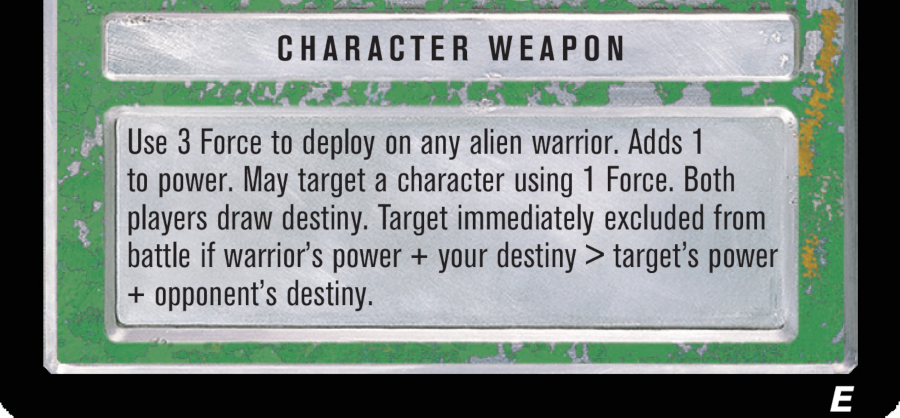 CHARACTER WEAPON
Use 3 Force to deploy on any alien warrior. Adds 1
to power. May target a character using 1 Force. Both
players draw destiny. Target immediately excluded from
battle if warrior's power + your destiny > target's power
+ opponent's destiny.
E